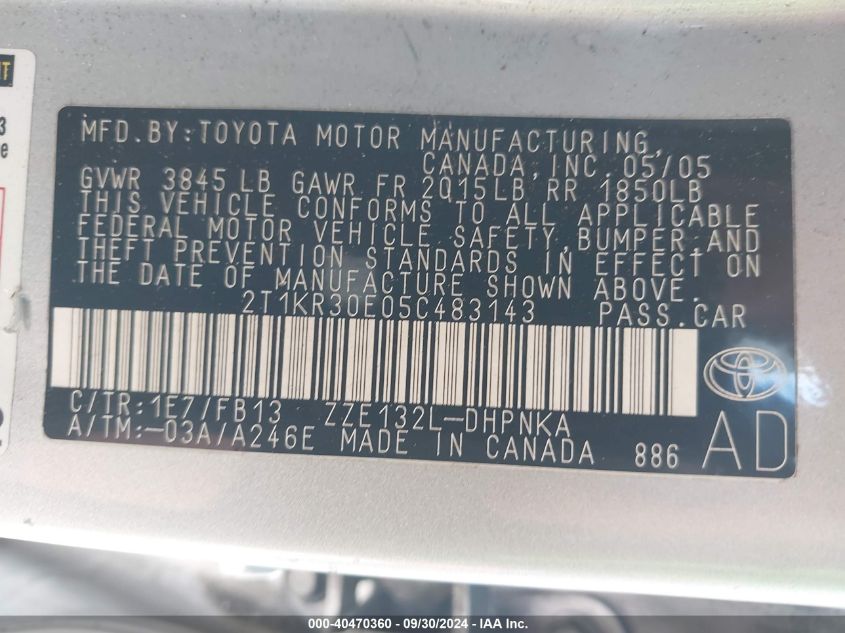 MFD.BY:TOYOTA MOTOR MANUFACTURING,
CANADA,INC. 05/05
GVWR 3845 LB GAWR FR 2015LB RR 1850LB
THIS VEHICLE CONFORMS TO ALL APPLICABLE
FEDERAL MOTOR VEHICLE SAFETY,BUMPER,AND
THEFT PREVENTION STANDARDS IN EFFECT ON
THE DATE OF MANUFACTURE SHOWN ABOVE.
2T1KR30E05C483143 PASS.CAR
C/TR:1E7/FB13 ZZE132L-DHPNKA
A/TM:-03A/A246E MADE IN CANADA 886 AD
000-40470360 - 09/30/2024 - IAAI - COPART, INC.